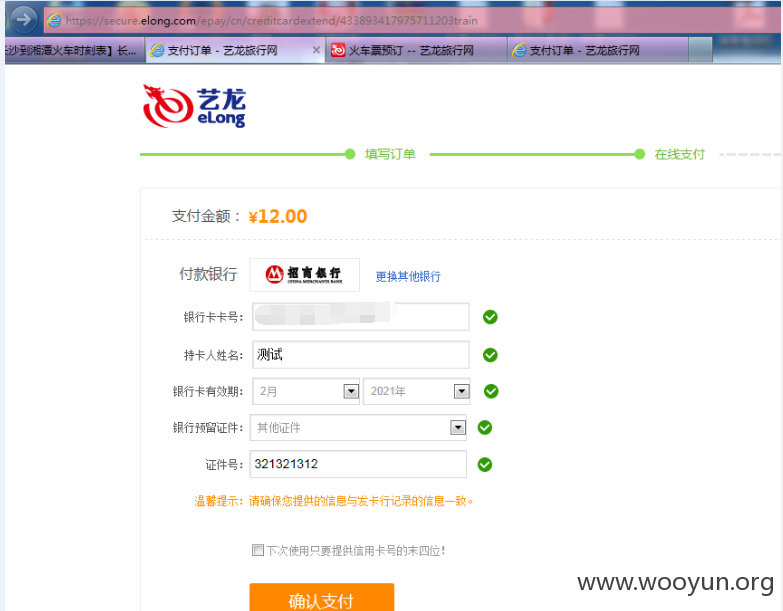 https://secure.elong.com/epay/cn/creditcardextend/433893417975711203train
长沙到湘潭火车时刻表】长... 支付订单 - 艺龙旅行网 × 火车票预订 -- 艺龙旅行网 支付订单 - 艺龙旅行网
艺龙
eLong
填写订单 在线支付
支付金额： ¥12.00
付款银行 招商银行 CHINA MERCHANTS BANK 更换其他银行
银行卡卡号:
持卡人姓名: 测试
银行卡有效期: 2月 2021年
银行预留证件: 其他证件
证件号: 321321312
温馨提示: 请确保您提供的信息与发卡行记录的信息一致。
下次使用只要提供信用卡号的末四位!
确认支付
www.wooyun.org